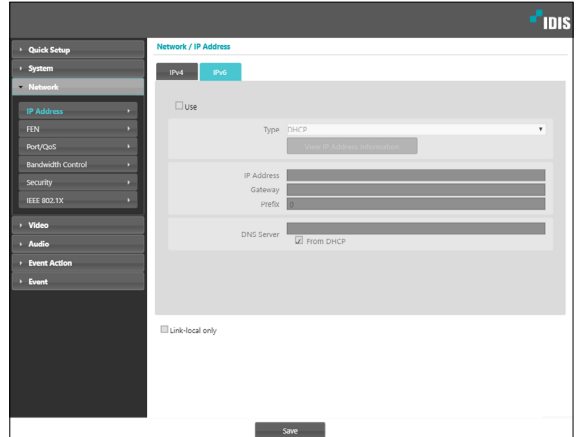 IDIS
Quick Setup
System
Network
IP Address
FEN
Port/QoS
Bandwidth Control
Security
IEEE 802.1X
Video
Audio
Event Action
Event
Network / IP Address
IPv4 IPv6
Use
Type DHCP
View IP Address Information
IP Address
Gateway
Prefix 0
DNS Server
From DHCP
Link-local only
Save